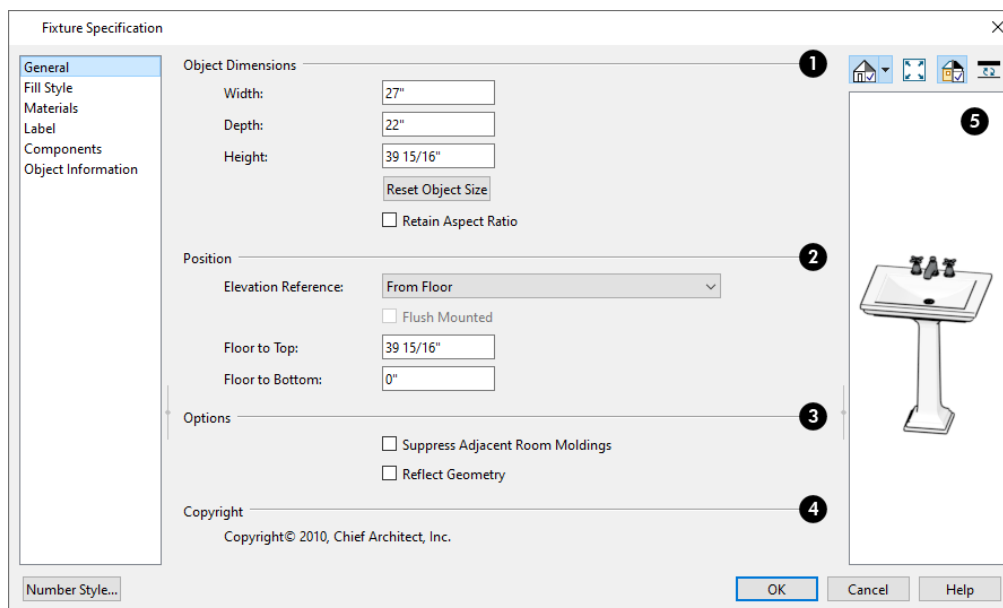 Fixture Specification
General
Fill Style
Materials
Label
Components
Object Information
Object Dimensions 1
Width: 27"
Depth: 22"
Height: 39 15/16"
Reset Object Size
Retain Aspect Ratio
Position 2
Elevation Reference: From Floor
Flush Mounted
Floor to Top: 39 15/16"
Floor to Bottom: 0"
Options 3
Suppress Adjacent Room Moldings
Reflect Geometry
Copyright 4
Copyright© 2010, Chief Architect, Inc.
5
Number Style...
OK
Cancel
Help